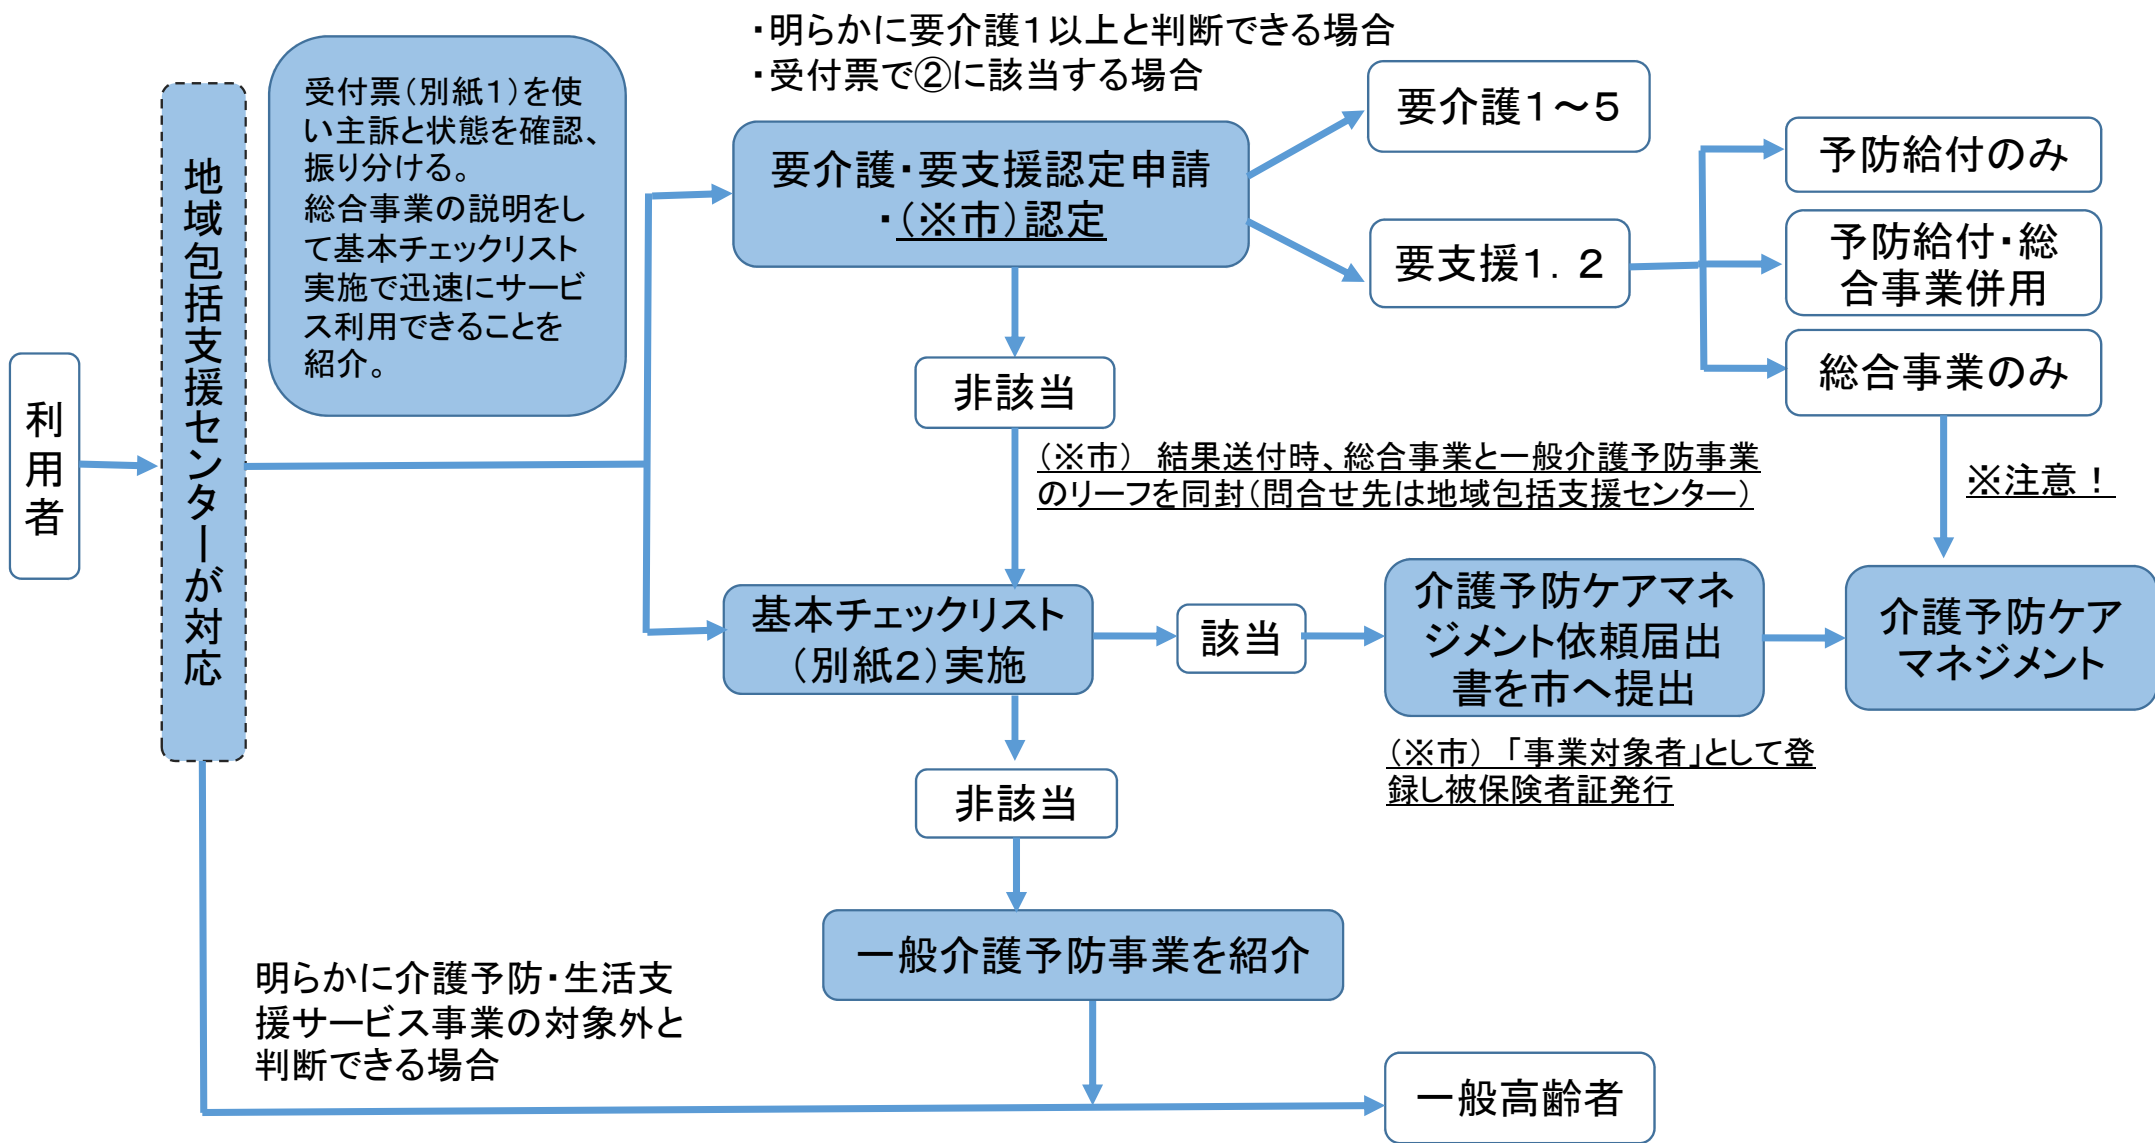 ・明らかに要介護１以上と判断できる場合
・受付票で②に該当する場合
受付票（別紙１）を使
い主訴と状態を確認、
振り分ける。
総合事業の説明をし
て基本チェックリスト
実施で迅速にサービ
ス利用できることを
紹介。
利用者
地域包括支援センターが対応
要介護・要支援認定申請
・（※市）認定
要介護１～５
要支援１．２
予防給付のみ
予防給付・総
合事業併用
総合事業のみ
非該当
（※市） 結果送付時、総合事業と一般介護予防事業
のリーフを同封（問合せ先は地域包括支援センター）
※注意！
基本チェックリスト
（別紙２）実施
該当
介護予防ケアマネ
ジメント依頼届出
書を市へ提出
介護予防ケア
マネジメント
（※市）「事業対象者」として登
録し被保険者証発行
非該当
一般介護予防事業を紹介
明らかに介護予防・生活支
援サービス事業の対象外と
判断できる場合
一般高齢者